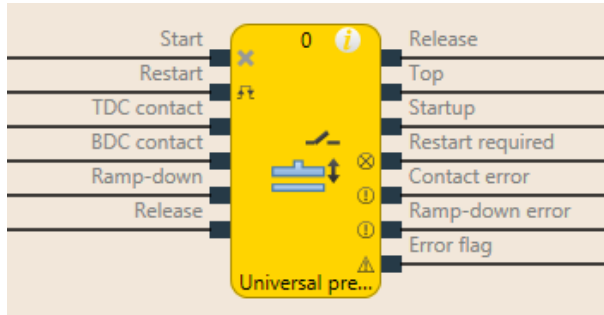 Start
Restart
TDC contact
BDC contact
Ramp-down
Release
0
i
Universal pre...
Release
Top
Startup
Restart required
Contact error
Ramp-down error
Error flag